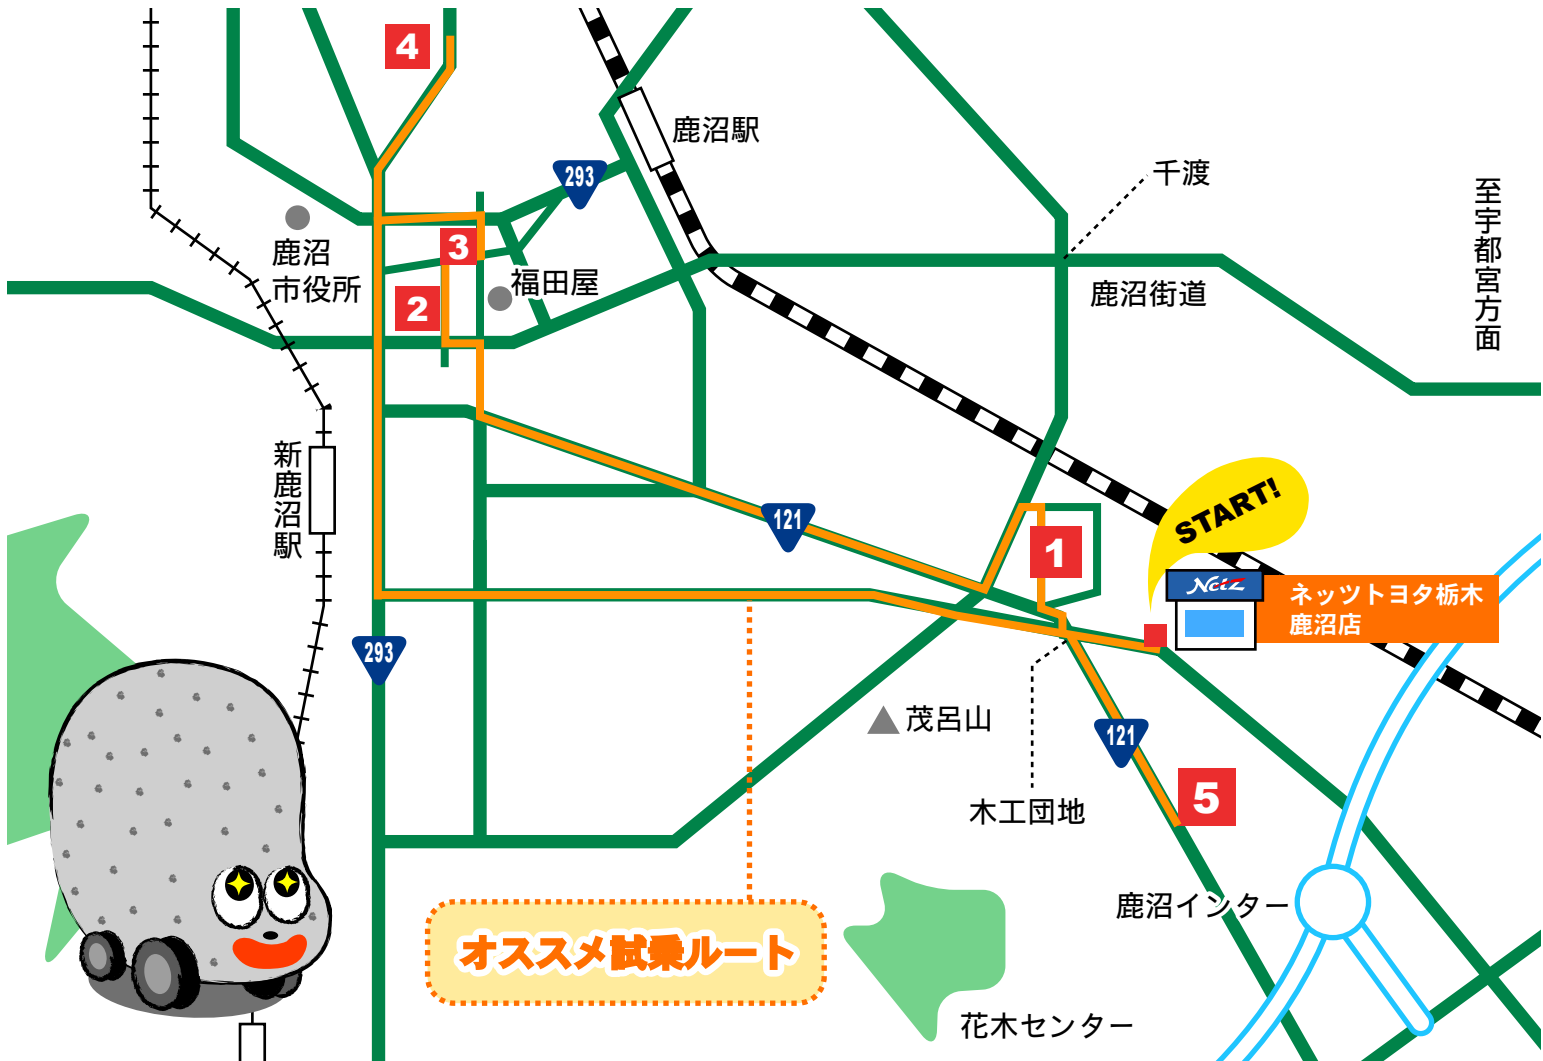 4
鹿沼駅
293
千渡
至宇都宮方面
鹿沼
市役所
3
福田屋
2
鹿沼街道
新鹿沼駅
START!
121
1
Netz
ネッツトヨタ栃木
鹿沼店
293
茂呂山
121
5
木工団地
鹿沼インター
オススメ試乗ルート
花木センター